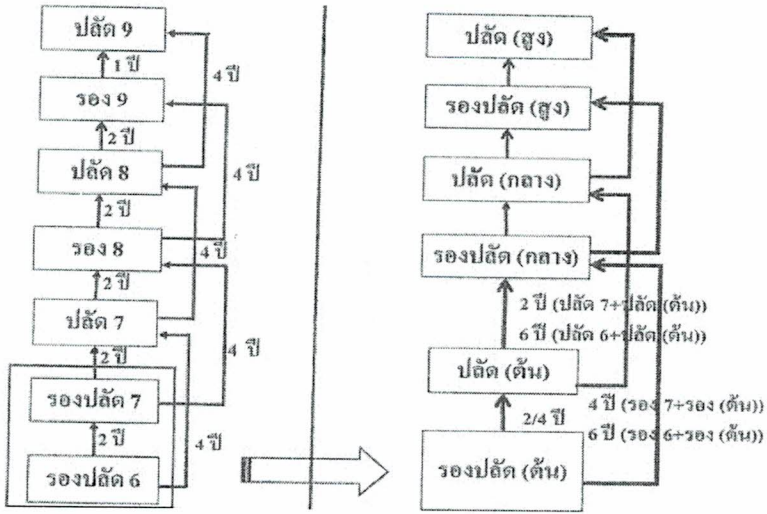 ปลัด 9
1 ปี
4 ปี
รอง 9
2 ปี
ปลัด 8
4 ปี
2 ปี
รอง 8
4 ปี
2 ปี
ปลัด 7
4 ปี
2 ปี
รองปลัด 7
2 ปี
4 ปี
รองปลัด 6
ปลัด (สูง)
รองปลัด (สูง)
ปลัด (กลาง)
รองปลัด (กลาง)
2 ปี (ปลัด 7+ปลัด (ต้น))
6 ปี (ปลัด 6+ปลัด (ต้น))
ปลัด (ต้น)
2/4 ปี
4 ปี (รอง 7+รอง (ต้น))
6 ปี (รอง 6+รอง (ต้น))
รองปลัด (ต้น)